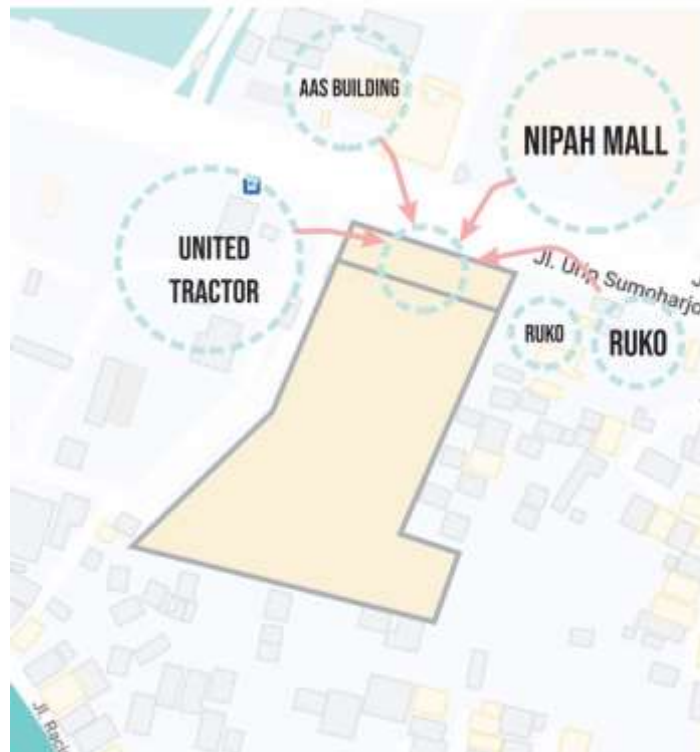 AAS BUILDING
NIPAH MALL
UNITED
TRACTOR
Jl. Urip Sumoharjo
RUKO
RUKO